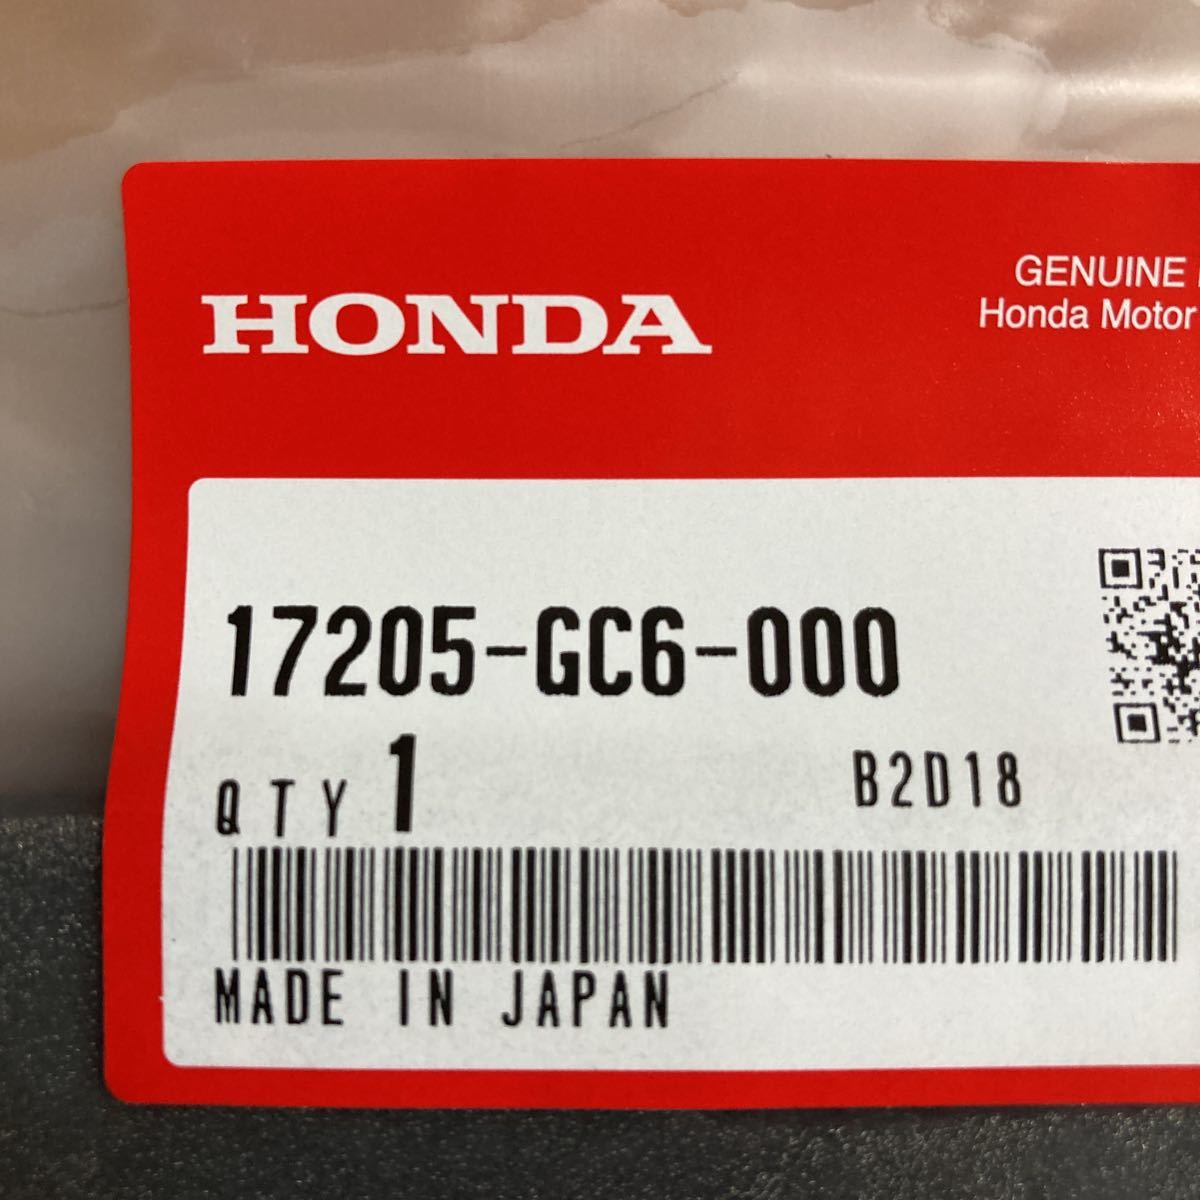 HONDA
GENUINE
Honda Motor
17205-GC6-000
QTY 1
B2D18
MADE IN JAPAN